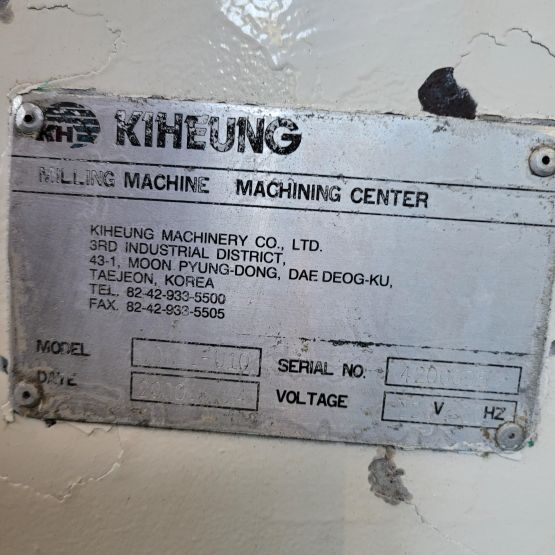 KH KIHEUNG
MILLING MACHINE MACHINING CENTER
KIHEUNG MACHINERY CO., LTD.
3RD INDUSTRIAL DISTRICT,
43-1, MOON PYUNG-DONG, DAE DEOG-KU,
TAEJEON, KOREA
TEL. 82-42-933-5500
FAX. 82-42-933-5505
MODEL
SERIAL NO.
DATE
VOLTAGE V HZ